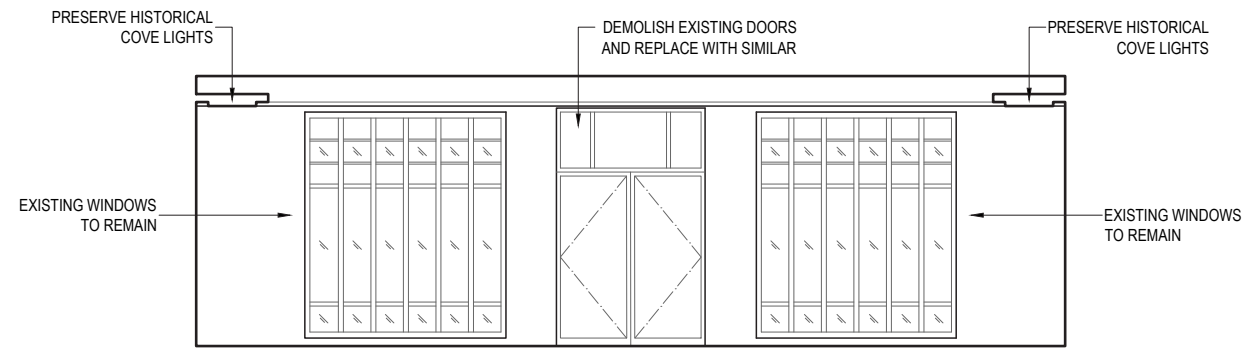 PRESERVE HISTORICAL
COVE LIGHTS
DEMOLISH EXISTING DOORS
AND REPLACE WITH SIMILAR
PRESERVE HISTORICAL
COVE LIGHTS
EXISTING WINDOWS
TO REMAIN
EXISTING WINDOWS
TO REMAIN